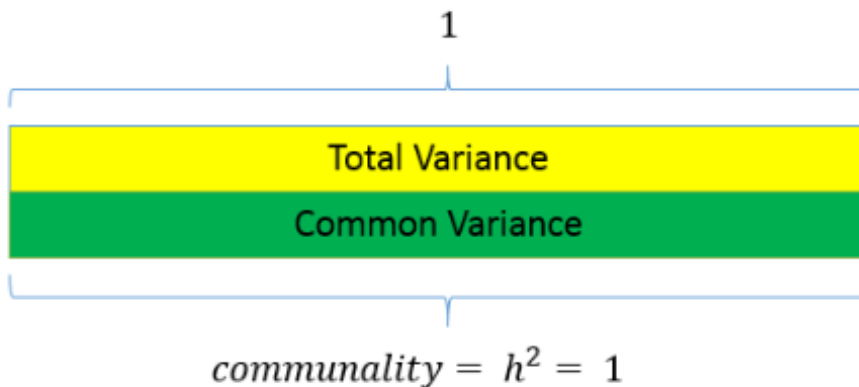 1
Total Variance
Common Variance
communality = h² = 1